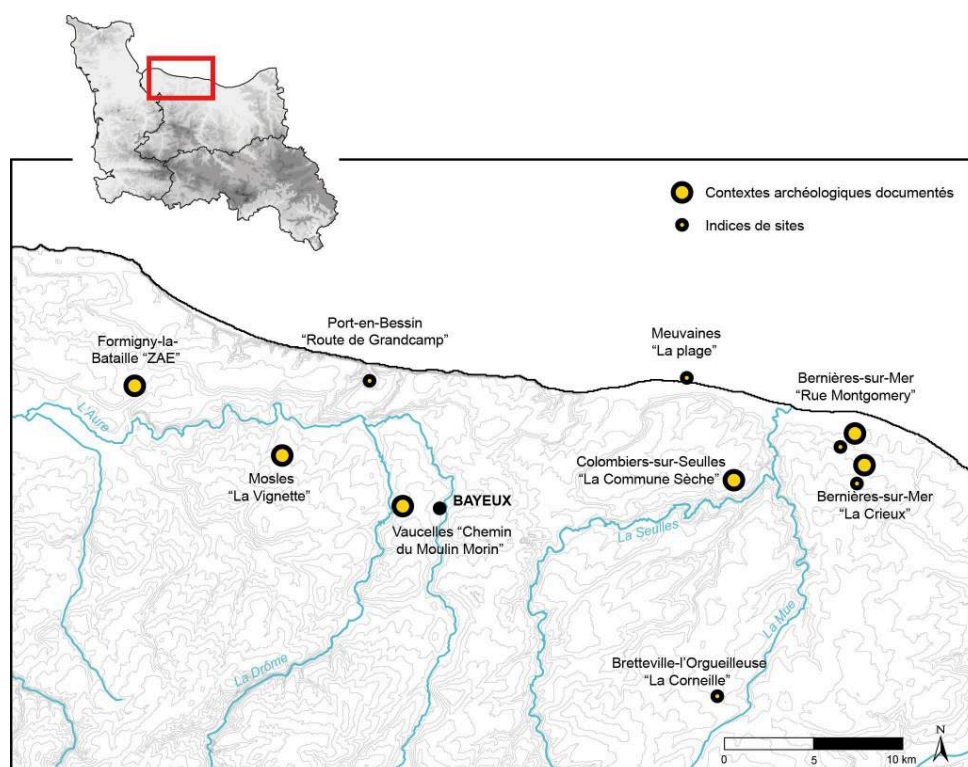 Contextes archéologiques documentés
Indices de sites
Port-en-Bessin
“Route de Grandcamp”
Meuvaines
“La plage”
Formigny-la-
Bataille “ZAE”
Bernières-sur-Mer
“Rue Montgomery”
L'Aure
Mosles
“La Vignette”
Colombiers-sur-Seulles
“La Commune Sèche”
BAYEUX
Bernières-sur-Mer
“La Crieux”
Vaucelles “Chemin
du Moulin Morin”
La Seulles
La Mue
La Drôme
Bretteville-l'Orgueilleuse
“La Corneille”
N
0 5 10 km